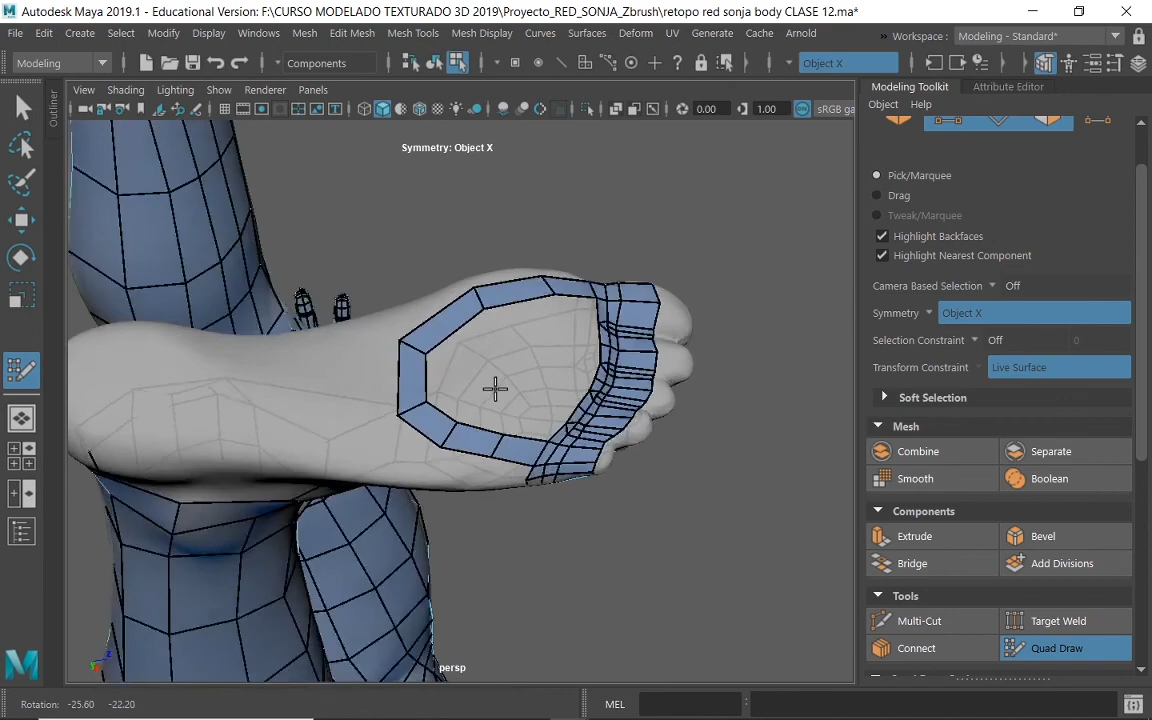 Autodesk Maya 2019.1 - Educational Version: F:\CURSO MODELADO TEXTURADO 3D 2019\Proyecto_RED_SONJA_Zbrush\retopo red sonja body CLASE 12.ma*
File Edit Create Select Modify Display Windows Mesh Edit Mesh Mesh Tools Mesh Display Curves Surfaces Deform UV Generate Cache Arnold » Workspace : Modeling - Standard*
Modeling Components Object X
Outliner
View Shading Lighting Show Renderer Panels
0.00 1.00 ON sRGB ga
Modeling Toolkit Attribute Editor
Object Help
Symmetry: Object X
Pick/Marquee
Drag
Tweak/Marquee
Highlight Backfaces
Highlight Nearest Component
Camera Based Selection Off
Symmetry Object X
Selection Constraint Off 0
Transform Constraint Live Surface
Soft Selection
Mesh
Combine Separate
Smooth Boolean
Components
Extrude Bevel
Bridge Add Divisions
Tools
Multi-Cut Target Weld
Connect Quad Draw
persp
Rotation: -25.60 -22.20 MEL